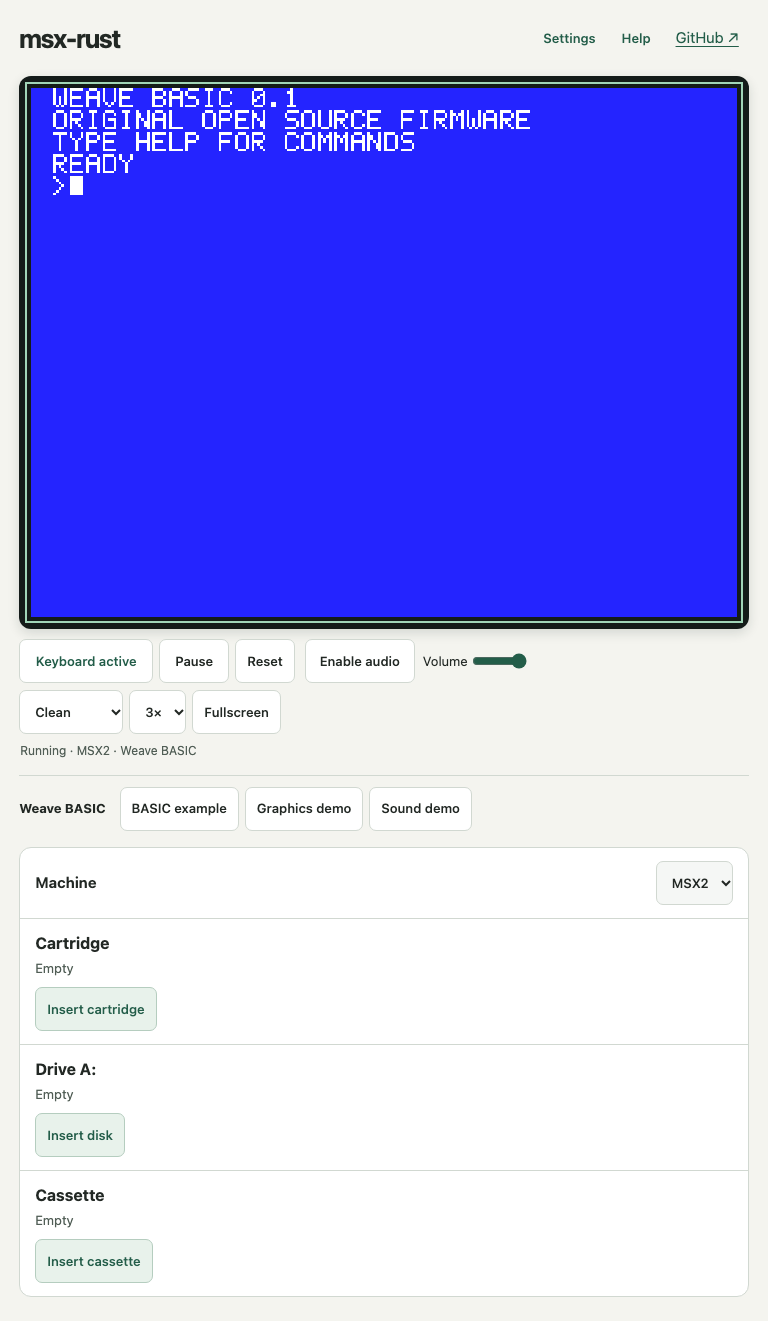 msx-rust
Settings
Help
GitHub ↗
WEAVE BASIC 0.1
ORIGINAL OPEN SOURCE FIRMWARE
TYPE HELP FOR COMMANDS
READY
>
Keyboard active
Pause
Reset
Enable audio
Volume
Clean
3×
Fullscreen
Running · MSX2 · Weave BASIC
Weave BASIC
BASIC example
Graphics demo
Sound demo
Machine
MSX2
Cartridge
Empty
Insert cartridge
Drive A:
Empty
Insert disk
Cassette
Empty
Insert cassette